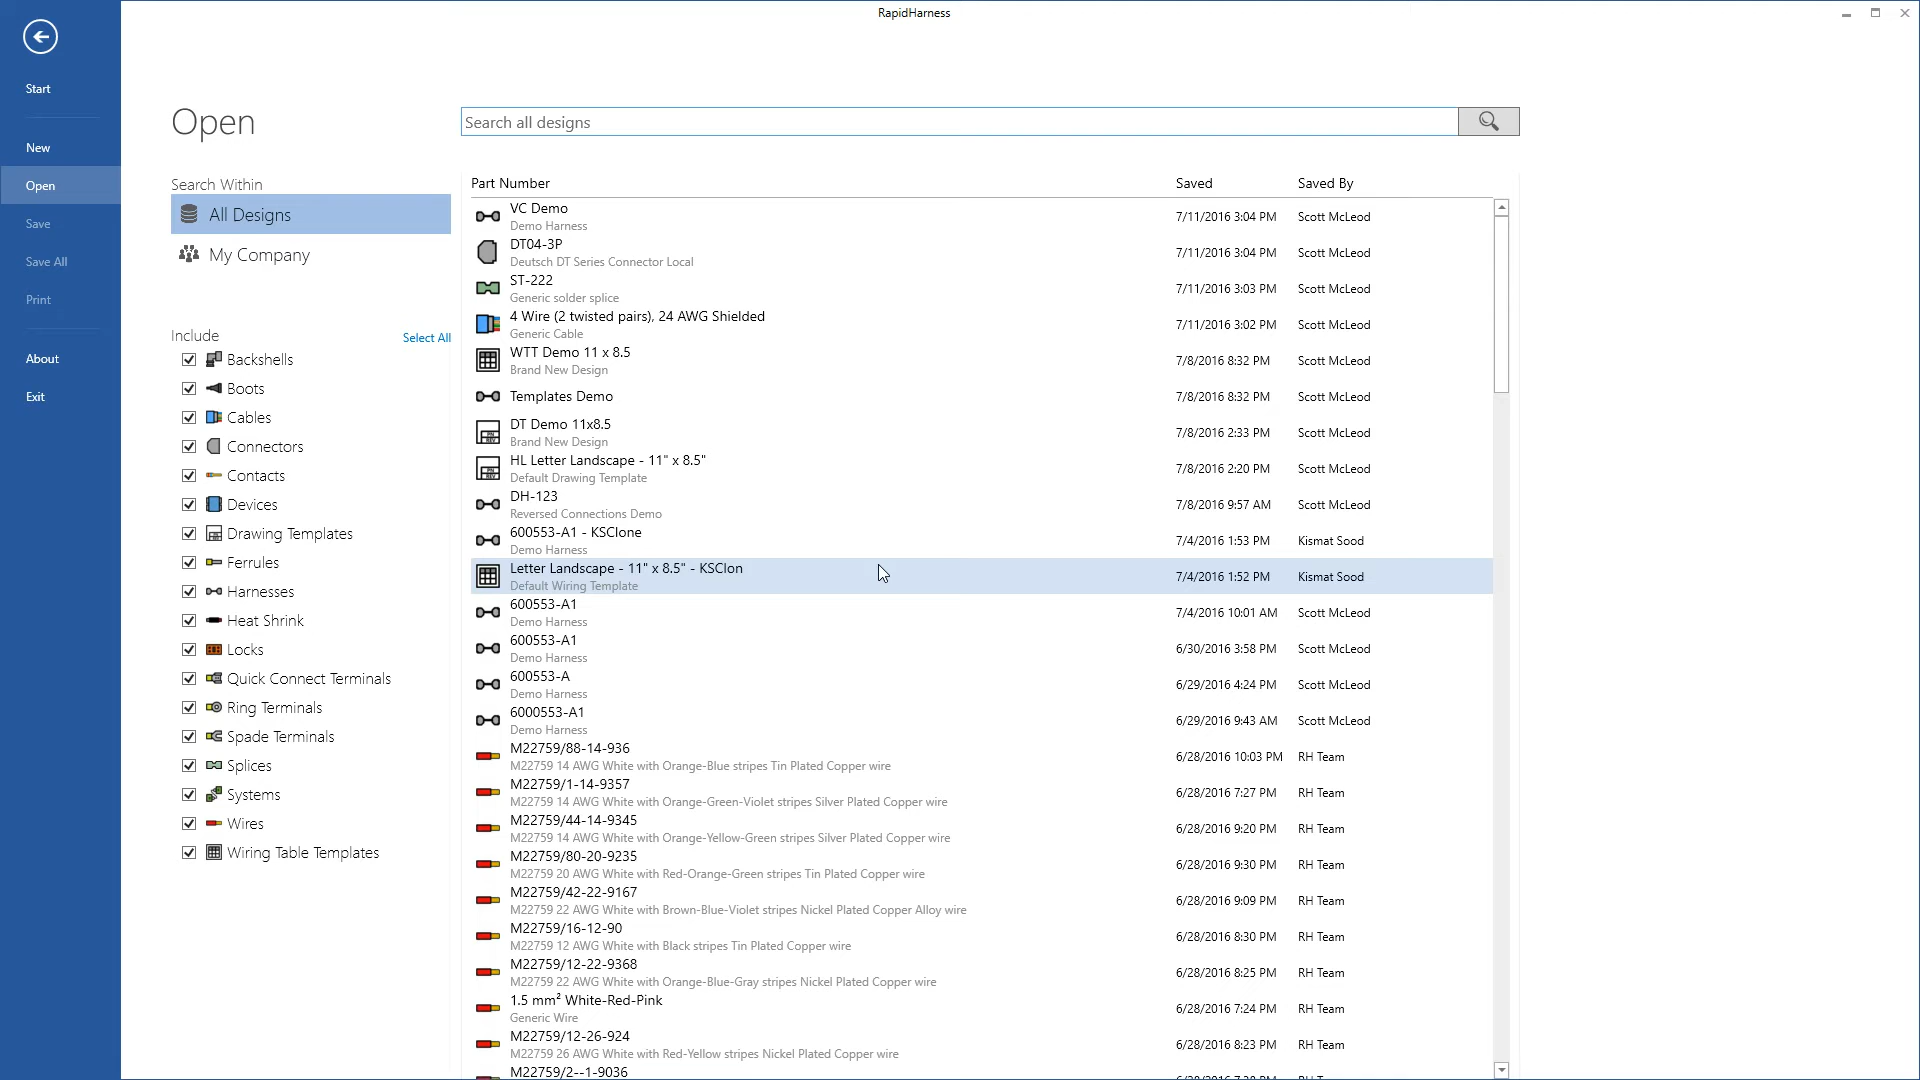 RapidHarness
Start
New
Open
Save
Save All
Print
About
Exit
Open
Search all designs
Search Within
All Designs
My Company
Include
Select All
Backshells
Boots
Cables
Connectors
Contacts
Devices
Drawing Templates
Ferrules
Harnesses
Heat Shrink
Locks
Quick Connect Terminals
Ring Terminals
Spade Terminals
Splices
Systems
Wires
Wiring Table Templates
Part Number Saved Saved By
VC Demo
Demo Harness
7/11/2016 3:04 PM Scott McLeod
DT04-3P
Deutsch DT Series Connector Local
7/11/2016 3:04 PM Scott McLeod
ST-222
Generic solder splice
7/11/2016 3:03 PM Scott McLeod
4 Wire (2 twisted pairs), 24 AWG Shielded
Generic Cable
7/11/2016 3:02 PM Scott McLeod
WTT Demo 11 x 8.5
Brand New Design
7/8/2016 8:32 PM Scott McLeod
Templates Demo
7/8/2016 8:32 PM Scott McLeod
DT Demo 11x8.5
Brand New Design
7/8/2016 2:33 PM Scott McLeod
HL Letter Landscape - 11" x 8.5"
Default Drawing Template
7/8/2016 2:20 PM Scott McLeod
DH-123
Reversed Connections Demo
7/8/2016 9:57 AM Scott McLeod
600553-A1 - KSClone
Demo Harness
7/4/2016 1:53 PM Kismat Sood
Letter Landscape - 11" x 8.5" - KSClon
Default Wiring Template
7/4/2016 1:52 PM Kismat Sood
600553-A1
Demo Harness
7/4/2016 10:01 AM Scott McLeod
600553-A1
Demo Harness
6/30/2016 3:58 PM Scott McLeod
600553-A
Demo Harness
6/29/2016 4:24 PM Scott McLeod
6000553-A1
Demo Harness
6/29/2016 9:43 AM Scott McLeod
M22759/88-14-936
M22759 14 AWG White with Orange-Blue stripes Tin Plated Copper wire
6/28/2016 10:03 PM RH Team
M22759/1-14-9357
M22759 14 AWG White with Orange-Green-Violet stripes Silver Plated Copper wire
6/28/2016 7:27 PM RH Team
M22759/44-14-9345
M22759 14 AWG White with Orange-Yellow-Green stripes Silver Plated Copper wire
6/28/2016 9:20 PM RH Team
M22759/80-20-9235
M22759 20 AWG White with Red-Orange-Green stripes Tin Plated Copper wire
6/28/2016 9:30 PM RH Team
M22759/42-22-9167
M22759 22 AWG White with Brown-Blue-Violet stripes Nickel Plated Copper Alloy wire
6/28/2016 9:09 PM RH Team
M22759/16-12-90
M22759 12 AWG White with Black stripes Tin Plated Copper wire
6/28/2016 8:30 PM RH Team
M22759/12-22-9368
M22759 22 AWG White with Orange-Blue-Gray stripes Nickel Plated Copper wire
6/28/2016 8:25 PM RH Team
1.5 mm² White-Red-Pink
Generic Wire
6/28/2016 7:24 PM RH Team
M22759/12-26-924
M22759 26 AWG White with Red-Yellow stripes Nickel Plated Copper wire
6/28/2016 8:23 PM RH Team
M22759/2--1-9036